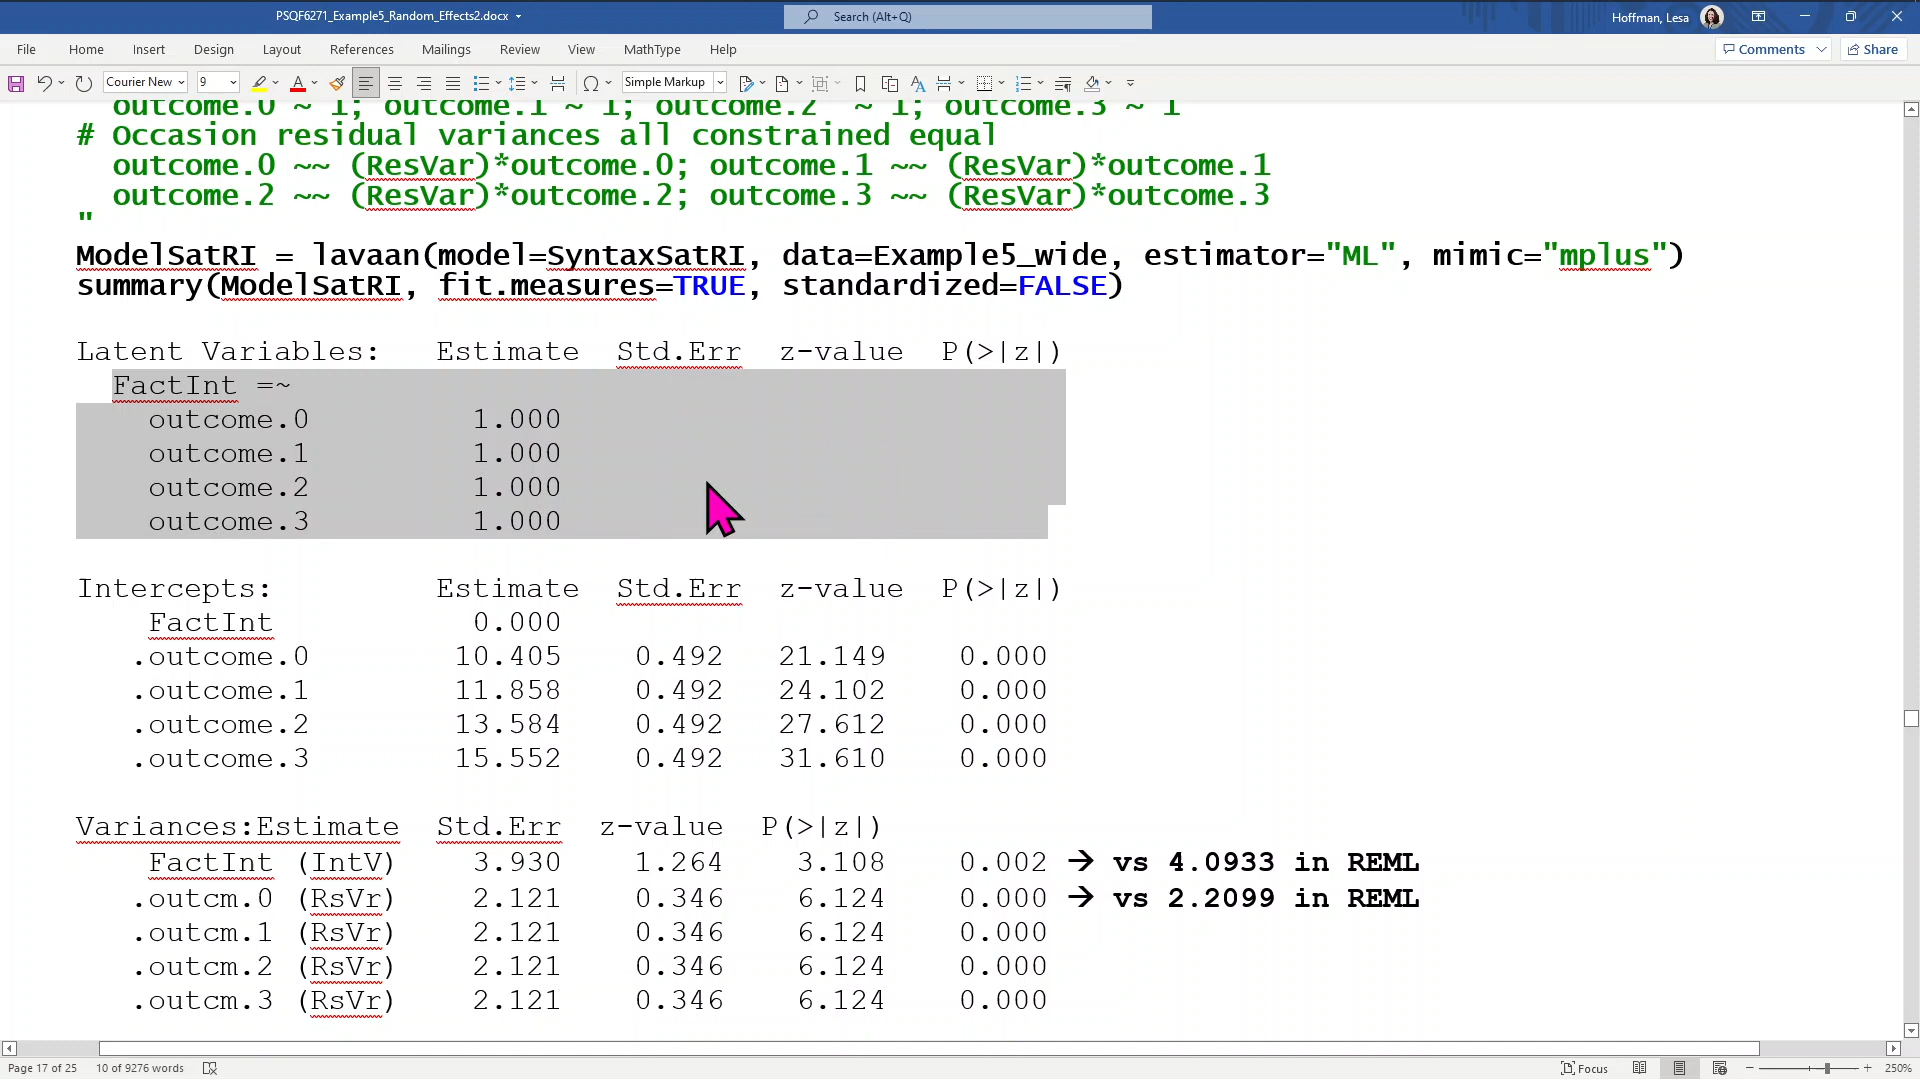 PSQF6271_Example5_Random_Effects2.docx
Search (Alt+Q)
Hoffman, Lesa
File Home Insert Design Layout References Mailings Review View MathType Help
Comments Share
Courier New 9 Simple Markup
outcome.0 ~ 1; outcome.1 ~ 1; outcome.2 ~ 1; outcome.3 ~ 1
# Occasion residual variances all constrained equal
outcome.0 ~~ (ResVar)*outcome.0; outcome.1 ~~ (ResVar)*outcome.1
outcome.2 ~~ (ResVar)*outcome.2; outcome.3 ~~ (ResVar)*outcome.3
"
ModelSatRI = lavaan(model=SyntaxSatRI, data=Example5_wide, estimator="ML", mimic="mplus")
summary(ModelSatRI, fit.measures=TRUE, standardized=FALSE)
Latent Variables: Estimate Std.Err z-value P(>|z|)
FactInt =~
outcome.0 1.000
outcome.1 1.000
outcome.2 1.000
outcome.3 1.000
Intercepts: Estimate Std.Err z-value P(>|z|)
FactInt 0.000
.outcome.0 10.405 0.492 21.149 0.000
.outcome.1 11.858 0.492 24.102 0.000
.outcome.2 13.584 0.492 27.612 0.000
.outcome.3 15.552 0.492 31.610 0.000
Variances:Estimate Std.Err z-value P(>|z|)
FactInt (IntV) 3.930 1.264 3.108 0.002 → vs 4.0933 in REML
.outcm.0 (RsVr) 2.121 0.346 6.124 0.000 → vs 2.2099 in REML
.outcm.1 (RsVr) 2.121 0.346 6.124 0.000
.outcm.2 (RsVr) 2.121 0.346 6.124 0.000
.outcm.3 (RsVr) 2.121 0.346 6.124 0.000
Page 17 of 25 10 of 9276 words Focus 250%